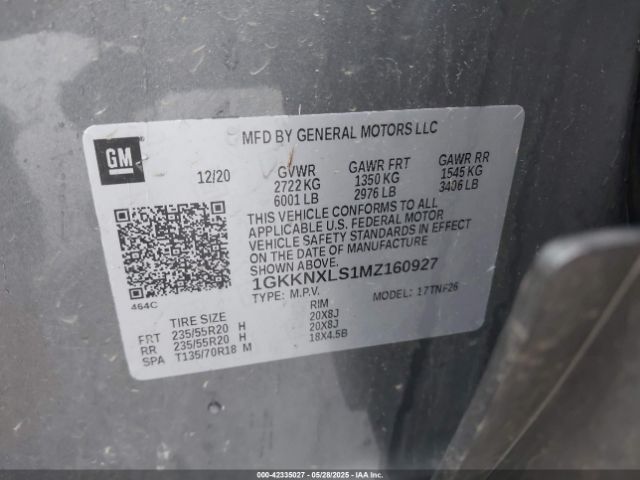 MFD BY GENERAL MOTORS LLC
GM
12/20
GVWR GAWR FRT GAWR RR
2722 KG 1350 KG 1545 KG
6001 LB 2976 LB 3406 LB
THIS VEHICLE CONFORMS TO ALL
APPLICABLE U.S. FEDERAL MOTOR
VEHICLE SAFETY STANDARDS IN EFFECT
ON THE DATE OF MANUFACTURE
SHOWN ABOVE.
1GKKNXLS1MZ160927
TYPE: M.P.V. MODEL: 17TNF26
464C
TIRE SIZE RIM
FRT 235/55R20 H 20X8J
RR 235/55R20 H 20X8J
SPA T135/70R18 M 18X4.5B
000-42335027 05/28/2025 Copyright IAA, LLC